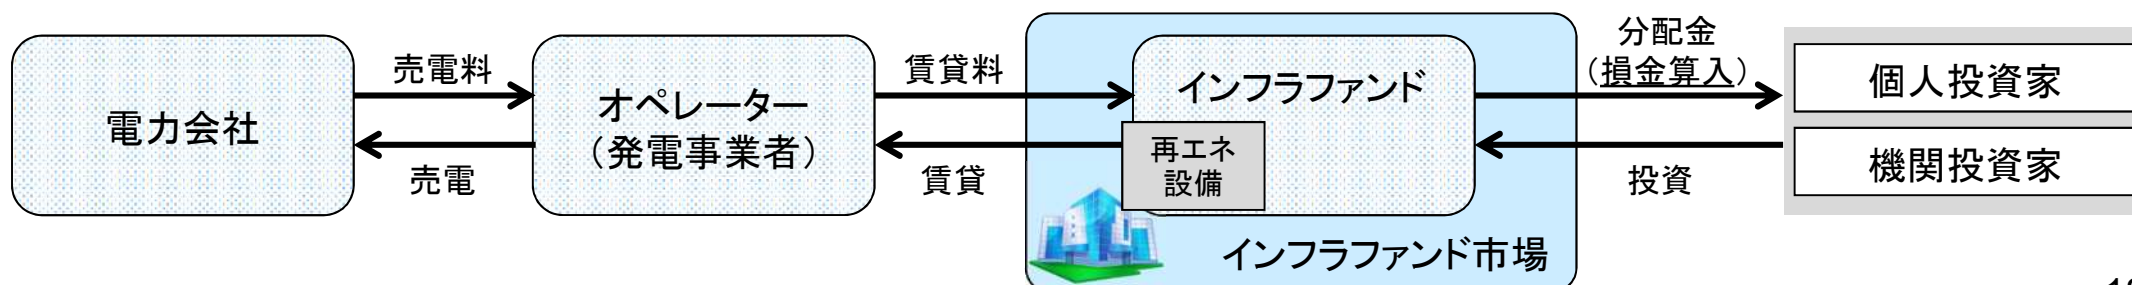 電力会社
売電料
売電
オペレーター
（発電事業者）
賃貸料
賃貸
インフラファンド
再エネ
設備
インフラファンド市場
分配金
（損金算入）
投資
個人投資家
機関投資家